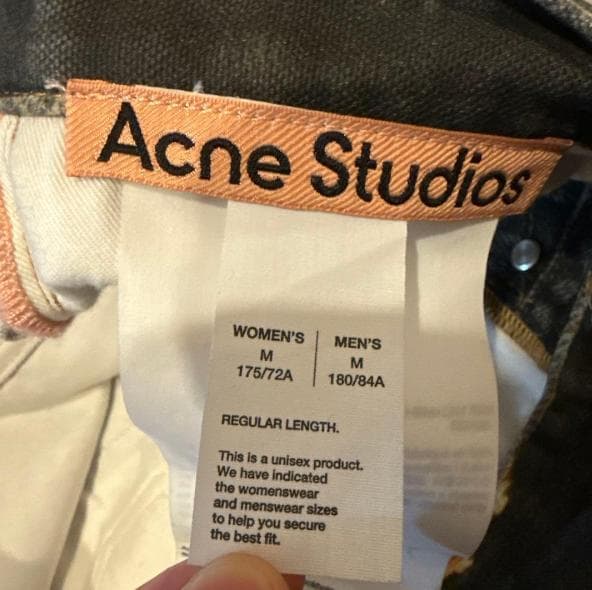 Acne Studios
WOMEN'S
M
175/72A
MEN'S
M
180/84A
REGULAR LENGTH.
This is a unisex product.
We have indicated
the womenswear
and menswear sizes
to help you secure
the best fit.